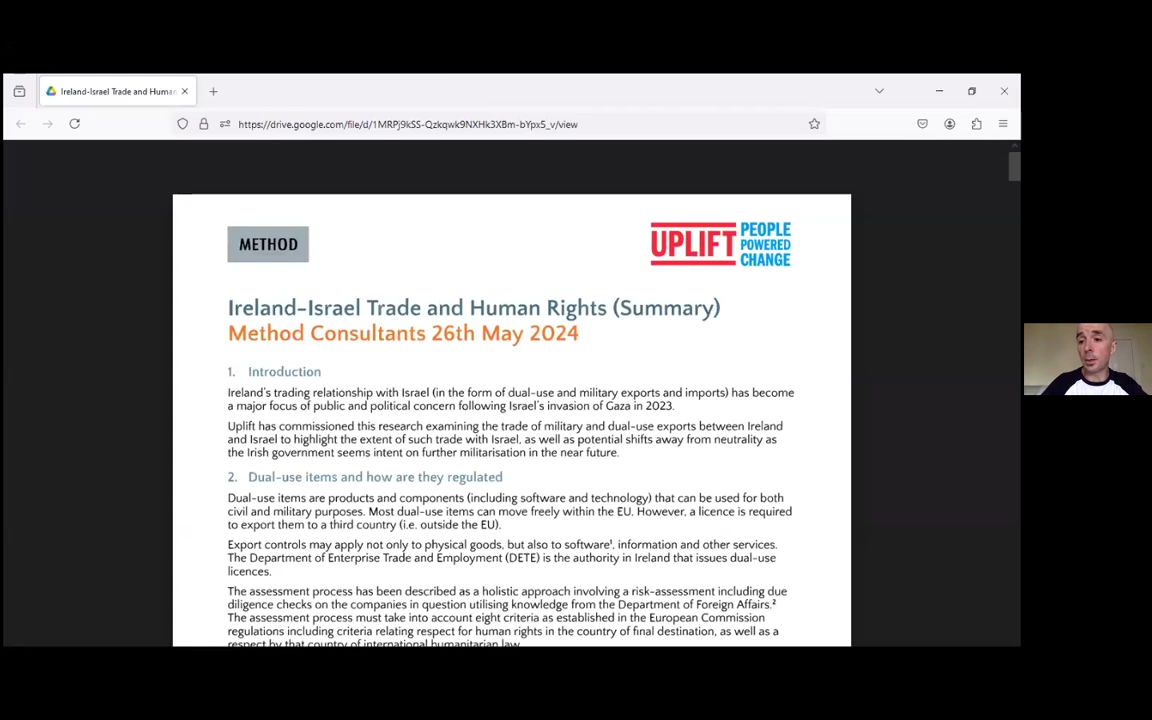 Ireland-Israel Trade and Human
https://drive.google.com/file/d/1MRPj9kSS-Qzkqwk9NXHk3XBm-bYpx5_v/view
METHOD
UPLIFT PEOPLE
POWERED
CHANGE
Ireland-Israel Trade and Human Rights (Summary)
Method Consultants 26th May 2024
1. Introduction
Ireland's trading relationship with Israel (in the form of dual-use and military exports and imports) has become
a major focus of public and political concern following Israel's invasion of Gaza in 2023.
Uplift has commissioned this research examining the trade of military and dual-use exports between Ireland
and Israel to highlight the extent of such trade with Israel, as well as potential shifts away from neutrality as
the Irish government seems intent on further militarisation in the near future.
2. Dual-use items and how are they regulated
Dual-use items are products and components (including software and technology) that can be used for both
civil and military purposes. Most dual-use items can move freely within the EU. However, a licence is required
to export them to a third country (i.e. outside the EU).
Export controls may apply not only to physical goods, but also to software¹, information and other services.
The Department of Enterprise Trade and Employment (DETE) is the authority in Ireland that issues dual-use
licences.
The assessment process has been described as a holistic approach involving a risk-assessment including due
diligence checks on the companies in question utilising knowledge from the Department of Foreign Affairs.²
The assessment process must take into account eight criteria as established in the European Commission
regulations including criteria relating respect for human rights in the country of final destination, as well as a
respect by that country of international humanitarian law.